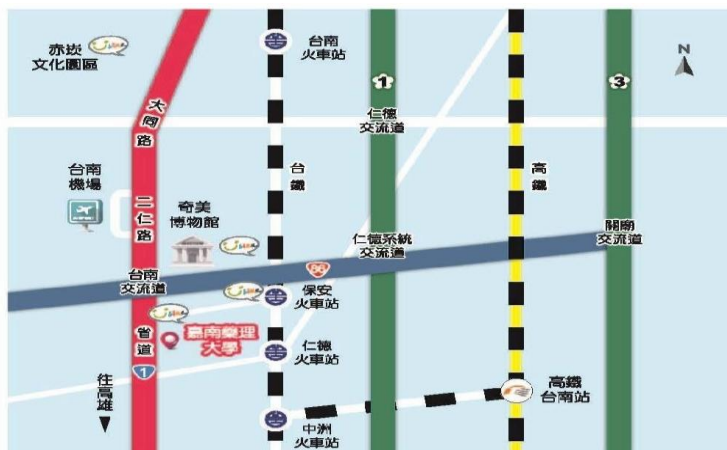 赤崁
文化園區
台南
火車站
N
1
3
大同路
仁德
交流道
台鐵
高鐵
台南
機場
二仁路
奇美
博物館
仁德系統
交流道
關廟
交流道
台南
交流道
86
保安
火車站
省道
嘉南藥理
大學
仁德
火車站
1
往高雄
高鐵
台南站
中洲
火車站